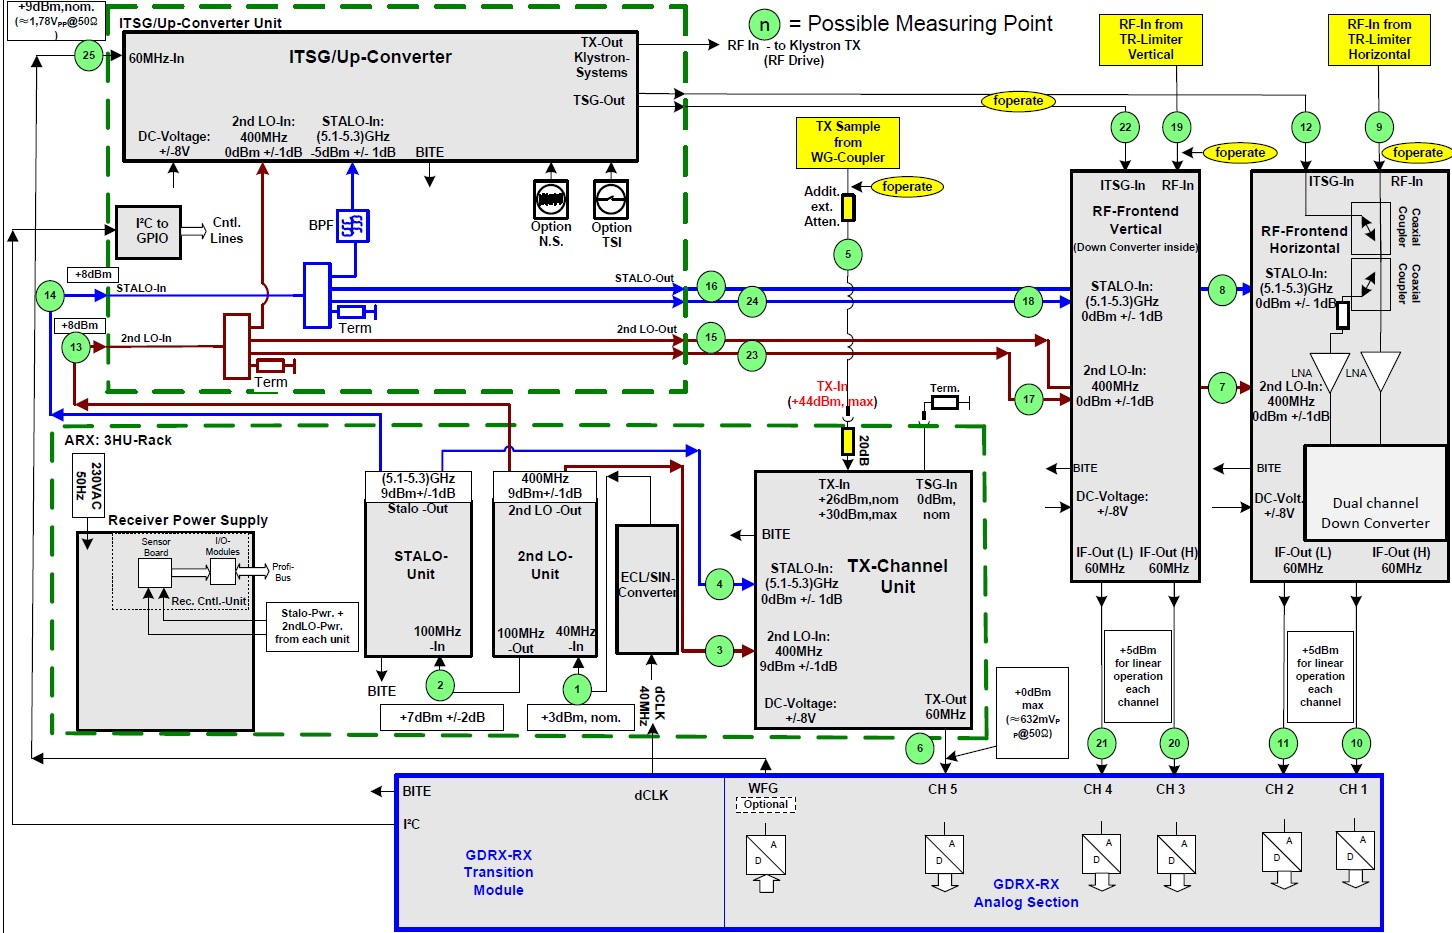 +9dBm,nom.
(≈1,78VPP@50Ω
)
ITSG/Up-Converter Unit
n = Possible Measuring Point
25
60MHz-In
ITSG/Up-Converter
TX-Out
Klystron-
Systems
TSG-Out
RF In - to Klystron TX
(RF Drive)
DC-Voltage:
+/-8V
2nd LO-In:
400MHz
0dBm +/-1dB
STALO-In:
(5.1-5.3)GHz
-5dBm +/- 1dB
BITE
foperate
RF-In from
TR-Limiter
Vertical
RF-In from
TR-Limiter
Horizontal
22
19
12
9
foperate
foperate
TX Sample
from
WG-Coupler
foperate
Addit.
ext.
Atten.
5
I²C to
GPIO
Cntl.
Lines
BPF
Option
N.S.
Option
TSI
+8dBm
14
STALO-In
STALO-Out
16
24
18
8
Term
+8dBm
13
2nd LO-In
2nd LO-Out
15
23
17
7
Term
ITSG-In
RF-In
RF-Frontend
Vertical
(Down Converter inside)
STALO-In:
(5.1-5.3)GHz
0dBm +/- 1dB
2nd LO-In:
400MHz
0dBm +/-1dB
BITE
DC-Voltage:
+/-8V
IF-Out (L)
60MHz
IF-Out (H)
60MHz
ITSG-In
RF-In
Coaxial
Coupler
Coaxial
Coupler
RF-Frontend
Horizontal
STALO-In:
(5.1-5.3)GHz
0dBm +/- 1dB
LNA
LNA
2nd LO-In:
400MHz
0dBm +/-1dB
BITE
DC-Volt.
+/-8V
Dual channel
Down Converter
IF-Out (L)
60MHz
IF-Out (H)
60MHz
TX-In
(+44dBm, max)
Term.
20dB
ARX: 3HU-Rack
230VAC
50Hz
Receiver Power Supply
Sensor
Board
I/O-
Modules
Profi-
Bus
Rec. Cntl.-Unit
Stalo-Pwr. +
2ndLO-Pwr.
from each unit
(5.1-5.3)GHz
9dBm+/-1dB
Stalo -Out
STALO-
Unit
100MHz
-In
BITE
2
+7dBm +/-2dB
400MHz
9dBm+/-1dB
2nd LO -Out
2nd LO-
Unit
100MHz
-Out
40MHz
-In
1
+3dBm, nom.
ECL/SIN-
Converter
dCLK
40MHz
4
3
TX-In
+26dBm,nom
+30dBm,max
TSG-In
0dBm,
nom
BITE
TX-Channel
Unit
STALO-In:
(5.1-5.3)GHz
0dBm +/- 1dB
2nd LO-In:
400MHz
9dBm +/-1dB
DC-Voltage:
+/-8V
TX-Out
60MHz
6
+0dBm
max
(≈632mVP
P@50Ω)
+5dBm
for linear
operation
each
channel
+5dBm
for linear
operation
each
channel
21
20
11
10
BITE
I²C
dCLK
WFG
Optional
CH 5
CH 4
CH 3
CH 2
CH 1
A
D
A
D
A
D
A
D
A
D
A
D
GDRX-RX
Transition
Module
GDRX-RX
Analog Section